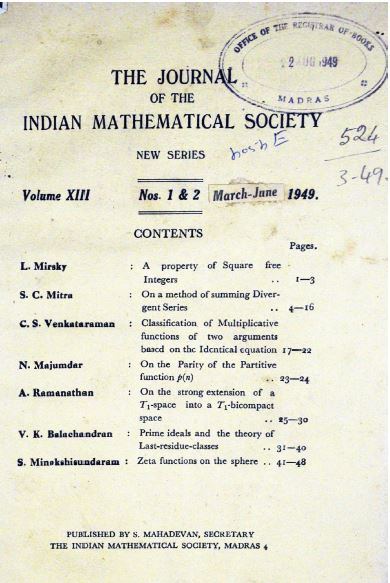 OFFICE OF THE REGISTRAR OF BOOKS
2 AUG 1949
MADRAS
THE JOURNAL
OF THE
INDIAN MATHEMATICAL SOCIETY
524
3-49
NEW SERIES
Volume XIII Nos. 1 & 2 March-June 1949.
CONTENTS
Pages.
L. Mirsky : A property of Square free
Integers .. 1—3
S. C. Mitra : On a method of summing Diver-
gent Series .. 4—16
C. S. Venkataraman : Classification of Multiplicative
functions of two arguments
based on the Identical equation 17—22
N. Majumdar : On the Parity of the Partitive
function p(n) .. 23—24
A. Ramanathan : On the strong extension of a
T₁-space into a T₁-bicompact
space .. 25—30
V. K. Balachandran : Prime ideals and the theory of
Last-residue-classes .. 31—40
S. Minakshisundaram : Zeta functions on the sphere .. 41—48
PUBLISHED BY S. MAHADEVAN, SECRETARY
THE INDIAN MATHEMATICAL SOCIETY, MADRAS 4